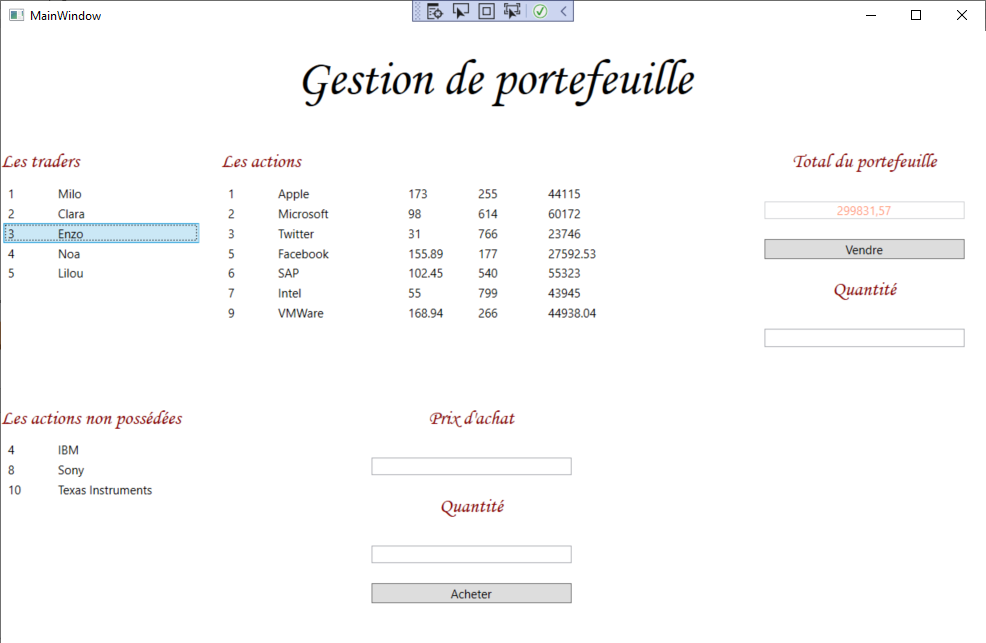 MainWindow
Gestion de portefeuille
Les traders
1 Milo
2 Clara
3 Enzo
4 Noa
5 Lilou
Les actions
1 Apple 173 255 44115
2 Microsoft 98 614 60172
3 Twitter 31 766 23746
5 Facebook 155.89 177 27592.53
6 SAP 102.45 540 55323
7 Intel 55 799 43945
9 VMWare 168.94 266 44938.04
Total du portefeuille
299831,57
Vendre
Quantité
Les actions non possédées
4 IBM
8 Sony
10 Texas Instruments
Prix d'achat
Quantité
Acheter